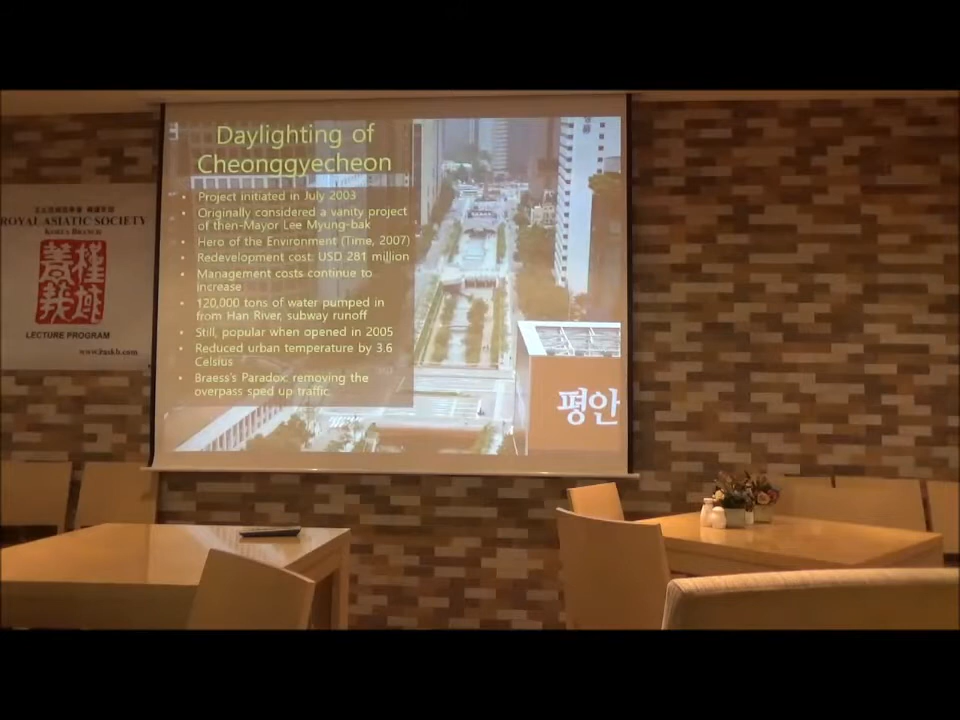 Daylighting of
Cheonggyecheon
• Project initiated in July 2003
• Originally considered a vanity project
of then-Mayor Lee Myung-bak
• Hero of the Environment (Time, 2007)
• Redevelopment cost: USD 281 million
• Management costs continue to
increase
• 120,000 tons of water pumped in
from Han River, subway runoff
• Still, popular when opened in 2005
• Reduced urban temperature by 3.6
Celsius
• Braess's Paradox: removing the
overpass sped up traffic.
평안
ROYAL ASIATIC SOCIETY
KOREA BRANCH
LECTURE PROGRAM
www.raskb.com